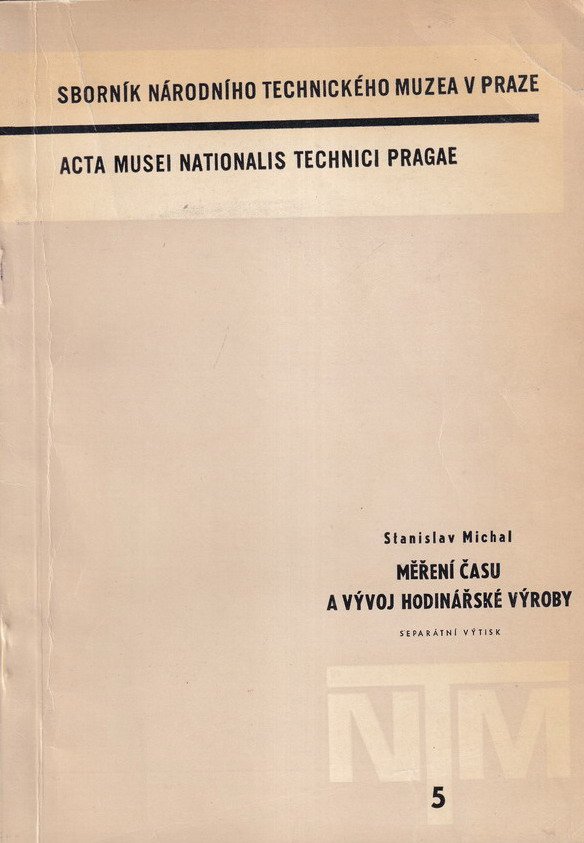 SBORNÍK NÁRODNÍHO TECHNICKÉHO MUZEA V PRAZE
ACTA MUSEI NATIONALIS TECHNICI PRAGAE
Stanislav Michal
MĚŘENÍ ČASU
A VÝVOJ HODINÁŘSKÉ VÝROBY
SEPARÁTNÍ VÝTISK
NTM
5